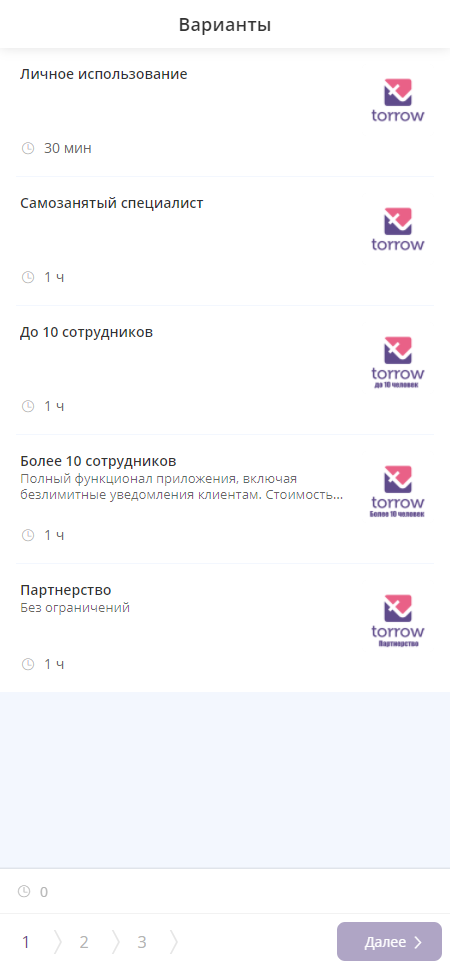 Варианты
Личное использование
torrow
30 мин
Самозанятый специалист
torrow
1 ч
До 10 сотрудников
torrow
до 10 человек
1 ч
Более 10 сотрудников
Полный функционал приложения, включая
безлимитные уведомления клиентам. Стоимость...
torrow
Более 10 человек
1 ч
Партнерство
Без ограничений
torrow
Партнерство
1 ч
0
1 2 3 Далее